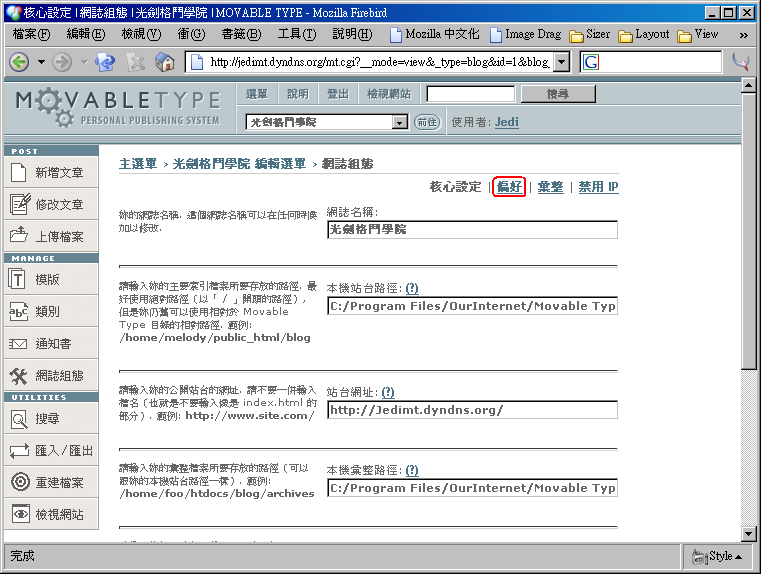 核心設定 | 網誌組態 | 光劍格鬥學院 | MOVABLE TYPE - Mozilla Firebird
檔案(F) 編輯(E) 檢視(V) 衝(G) 書籤(B) 工具(T) 說明(H) Mozilla 中文化 Image Drag Sizer Layout View »
http://jedimt.dyndns.org/mt.cgi?__mode=view&_type=blog&id=1&blog_ G
MOVABLETYPE
PERSONAL PUBLISHING SYSTEM
選單 說明 登出 檢視網站 搜尋
光劍格鬥學院 前往 使用者: Jedi
POST
新增文章
修改文章
上傳檔案
MANAGE
模版
類別
通知書
網誌組態
UTILITIES
搜尋
匯入/匯出
重建檔案
檢視網站
主選單 > 光劍格鬥學院 編輯選單 > 網誌組態
核心設定 | 偏好 | 彙整 | 禁用 IP
妳的網誌名稱. 這個網誌名稱可以在任何時候
加以修改.
網誌名稱:
光劍格鬥學院
請輸入妳的主要索引檔案所要存放的路徑. 最
好使用絕對路徑 (以「 / 」開頭的路徑) ,
但是妳仍舊可以使用相對於 Movable
Type 目錄的相對路徑. 範例:
/home/melody/public_html/blog
本機站台路徑: (?)
C:/Program Files/OurInternet/Movable Typ
請輸入妳的公開站台的網址. 請不要一併輸入
檔名 (也就是不要輸入像是 index.html 的
部分) . 範例: http://www.site.com/
站台網址: (?)
http://Jedimt.dyndns.org/
請輸入妳的彙整檔案所要存放的路徑 (可以
跟妳的本機站台路徑一樣) . 範例:
/home/foo/htdocs/blog/archives
本機彙整路徑: (?)
C:/Program Files/OurInternet/Movable Typ
完成
Style